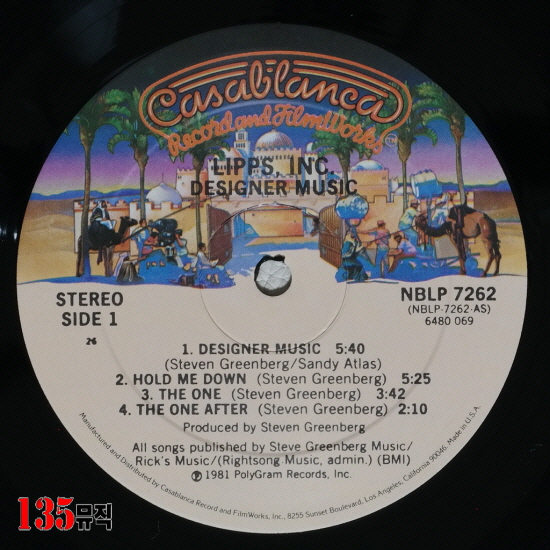 Casablanca
Record and FilmWorks
LIPPS, INC.
DESIGNER MUSIC
STEREO
SIDE 1
26
NBLP 7262
(NBLP-7262-AS)
6480 069
1. DESIGNER MUSIC 5:40
(Steven Greenberg/Sandy Atlas)
2. HOLD ME DOWN (Steven Greenberg) 5:25
3. THE ONE (Steven Greenberg) 3:42
4. THE ONE AFTER (Steven Greenberg) 2:10
Produced by Steven Greenberg
All songs published by Steve Greenberg Music/
Rick's Music/(Rightsong Music, admin.) (BMI)
℗ 1981 PolyGram Records, Inc.
Manufactured and Distributed by Casablanca Record and FilmWorks, Inc., 8255 Sunset Boulevard, Los Angeles, California 90046. Made in U.S.A.
135뮤직